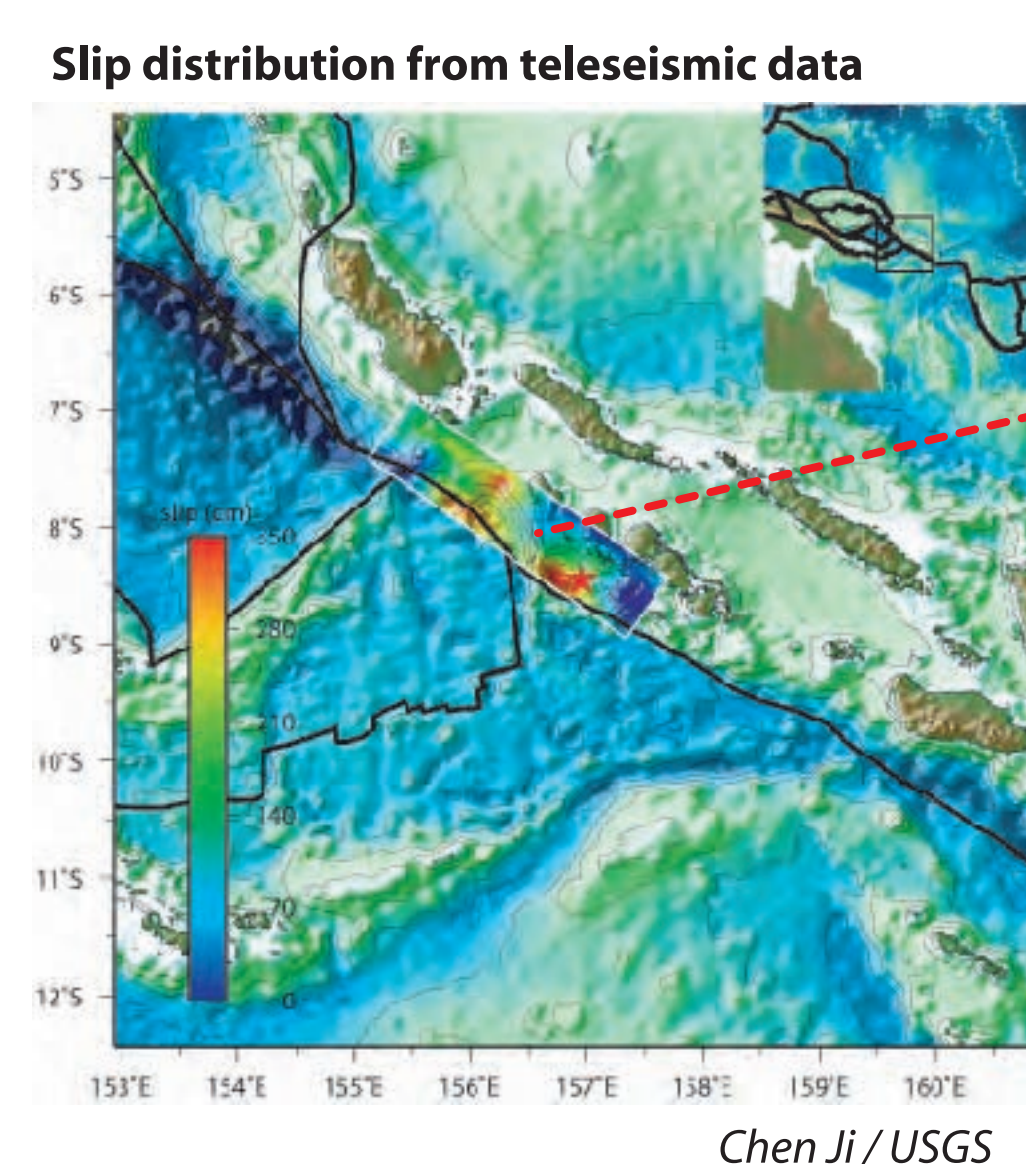 Slip distribution from teleseismic data
5°S
6°S
7°S
8°S
9°S
10°S
11°S
12°S
slip (cm)
350
280
210
140
70
0
153°E 154°E 155°E 156°E 157°E 158°E 159°E 160°E
Chen Ji / USGS